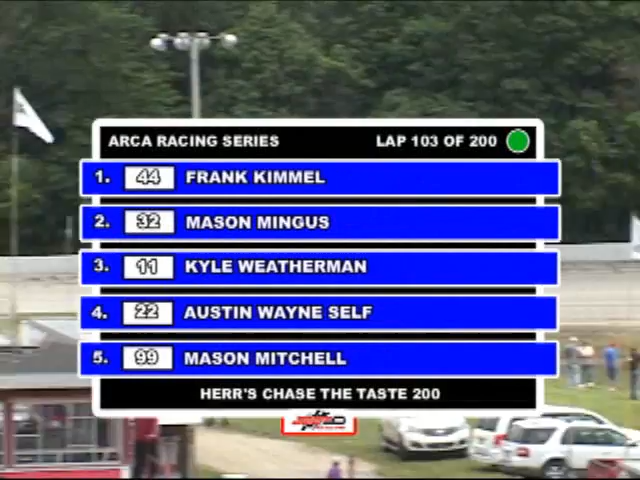 ARCA RACING SERIES LAP 103 OF 200
1. 44 FRANK KIMMEL
2. 32 MASON MINGUS
3. 11 KYLE WEATHERMAN
4. 22 AUSTIN WAYNE SELF
5. 99 MASON MITCHELL
HERR'S CHASE THE TASTE 200